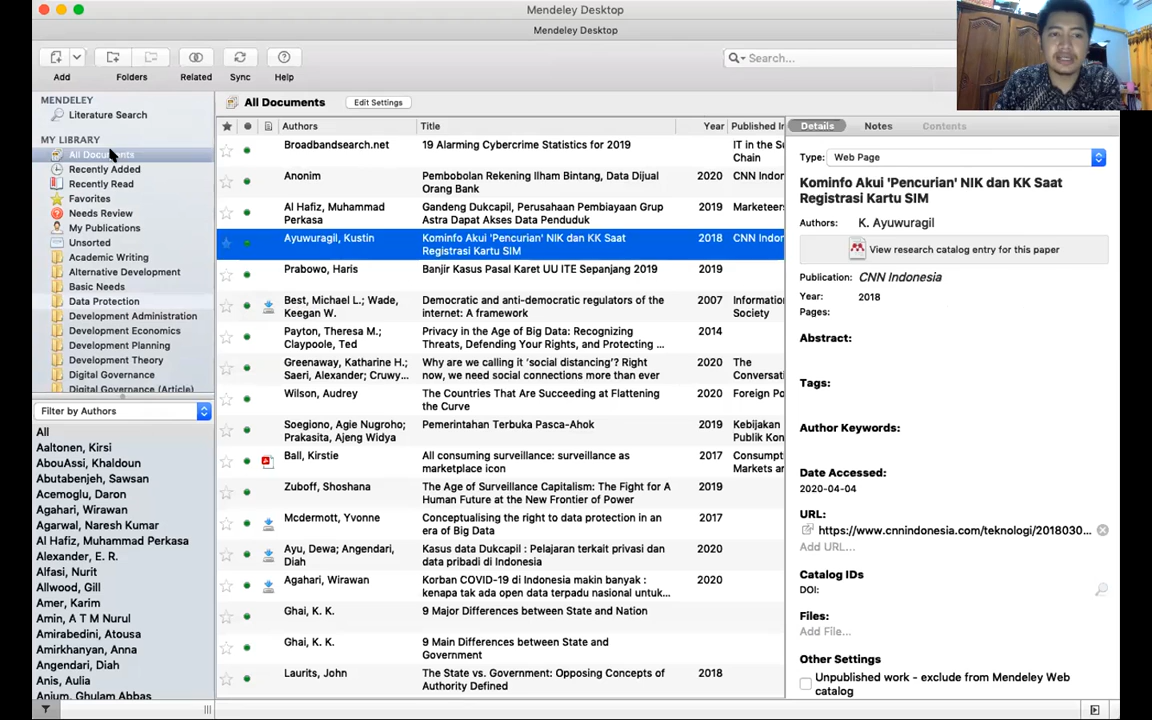 Mendeley Desktop
Mendeley Desktop
Add
Folders
Related
Sync
Help
Search...
MENDELEY
Literature Search
MY LIBRARY
All Documents
Recently Added
Recently Read
Favorites
Needs Review
My Publications
Unsorted
Academic Writing
Alternative Development
Basic Needs
Data Protection
Development Administration
Development Economics
Development Planning
Development Theory
Digital Governance
Digital Governance (Article)
Filter by Authors
All
Aaltonen, Kirsi
AbouAssi, Khaldoun
Abutabenjeh, Sawsan
Acemoglu, Daron
Agahari, Wirawan
Agarwal, Naresh Kumar
Al Hafiz, Muhammad Perkasa
Alexander, E. R.
Alfasi, Nurit
Allwood, Gill
Amer, Karim
Amin, A T M Nurul
Amirabedini, Atousa
Amirkhanyan, Anna
Angendari, Diah
Anis, Aulia
Anjum, Ghulam Abbas
All Documents
Edit Settings
Authors Title Year Published In
Broadbandsearch.net 19 Alarming Cybercrime Statistics for 2019 IT in the Su
Chain
Anonim Pembobolan Rekening Ilham Bintang, Data Dijual 2020 CNN Indon
Orang Bank
Al Hafiz, Muhammad Gandeng Dukcapil, Perusahaan Pembiayaan Grup 2019 Marketeers
Perkasa Astra Dapat Akses Data Penduduk
Ayuwuragil, Kustin Kominfo Akui 'Pencurian' NIK dan KK Saat 2018 CNN Indon
Registrasi Kartu SIM
Prabowo, Haris Banjir Kasus Pasal Karet UU ITE Sepanjang 2019 2019
Best, Michael L.; Wade, Democratic and anti-democratic regulators of the 2007 Information
Keegan W. internet: A framework Society
Payton, Theresa M.; Privacy in the Age of Big Data: Recognizing 2014
Claypoole, Ted Threats, Defending Your Rights, and Protecting ...
Greenaway, Katharine H.; Why are we calling it 'social distancing'? Right 2020 The
Saeri, Alexander; Cruwy... now, we need social connections more than ever Conversati
Wilson, Audrey The Countries That Are Succeeding at Flattening 2020 Foreign Po
the Curve
Soegiono, Agie Nugroho; Pemerintahan Terbuka Pasca-Ahok 2019 Kebijakan
Prakasita, Ajeng Widya Publik Kon
Ball, Kirstie All consuming surveillance: surveillance as 2017 Consumpt
marketplace icon Markets an
Zuboff, Shoshana The Age of Surveillance Capitalism: The Fight for A 2019
Human Future at the New Frontier of Power
Mcdermott, Yvonne Conceptualising the right to data protection in an 2017
era of Big Data
Ayu, Dewa; Angendari, Kasus data Dukcapil : Pelajaran terkait privasi dan 2020
Diah data pribadi di Indonesia
Agahari, Wirawan Korban COVID-19 di Indonesia makin banyak : 2020
kenapa tak ada open data terpadu nasional untuk...
Ghai, K. K. 9 Major Differences between State and Nation
Ghai, K. K. 9 Main Differences between State and
Government
Laurits, John The State vs. Government: Opposing Concepts of 2018
Authority Defined
Details Notes Contents
Type: Web Page
Kominfo Akui 'Pencurian' NIK dan KK Saat
Registrasi Kartu SIM
Authors: K. Ayuwuragil
View research catalog entry for this paper
Publication: CNN Indonesia
Year: 2018
Pages:
Abstract:
Tags:
Author Keywords:
Date Accessed:
2020-04-04
URL:
https://www.cnnindonesia.com/teknologi/2018030...
Add URL...
Catalog IDs
DOI:
Files:
Add File...
Other Settings
Unpublished work - exclude from Mendeley Web
catalog